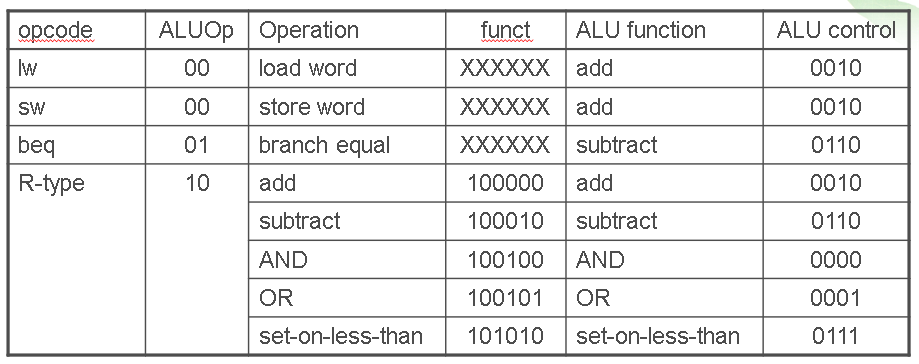 opcode ALUOp Operation funct ALU function ALU control
lw 00 load word XXXXXX add 0010
sw 00 store word XXXXXX add 0010
beq 01 branch equal XXXXXX subtract 0110
R-type 10 add 100000 add 0010
subtract 100010 subtract 0110
AND 100100 AND 0000
OR 100101 OR 0001
set-on-less-than 101010 set-on-less-than 0111